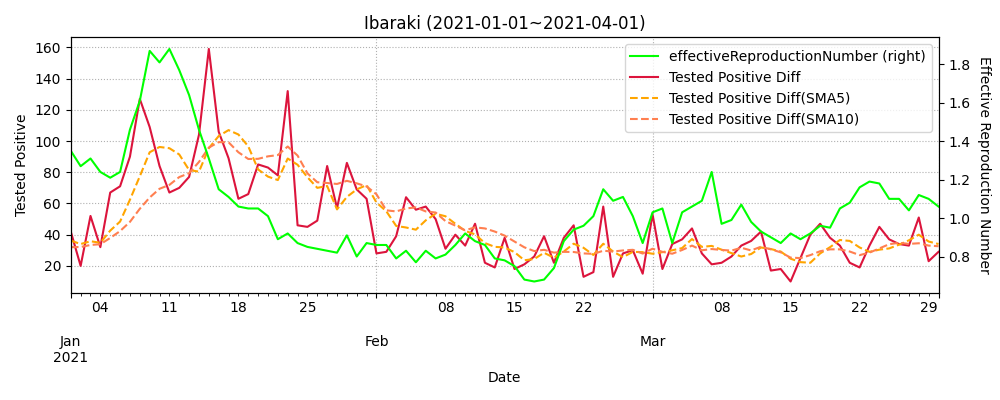 Ibaraki (2021-01-01~2021-04-01)
effectiveReproductionNumber (right)
Tested Positive Diff
Tested Positive Diff(SMA5)
Tested Positive Diff(SMA10)
Tested Positive
160
140
120
100
80
60
40
20
1.8
1.6
1.4
1.2
1.0
0.8
Effective Reproduction Number
04 11 18 25 08 15 22 08 15 22 29
Jan Feb Mar
2021
Date